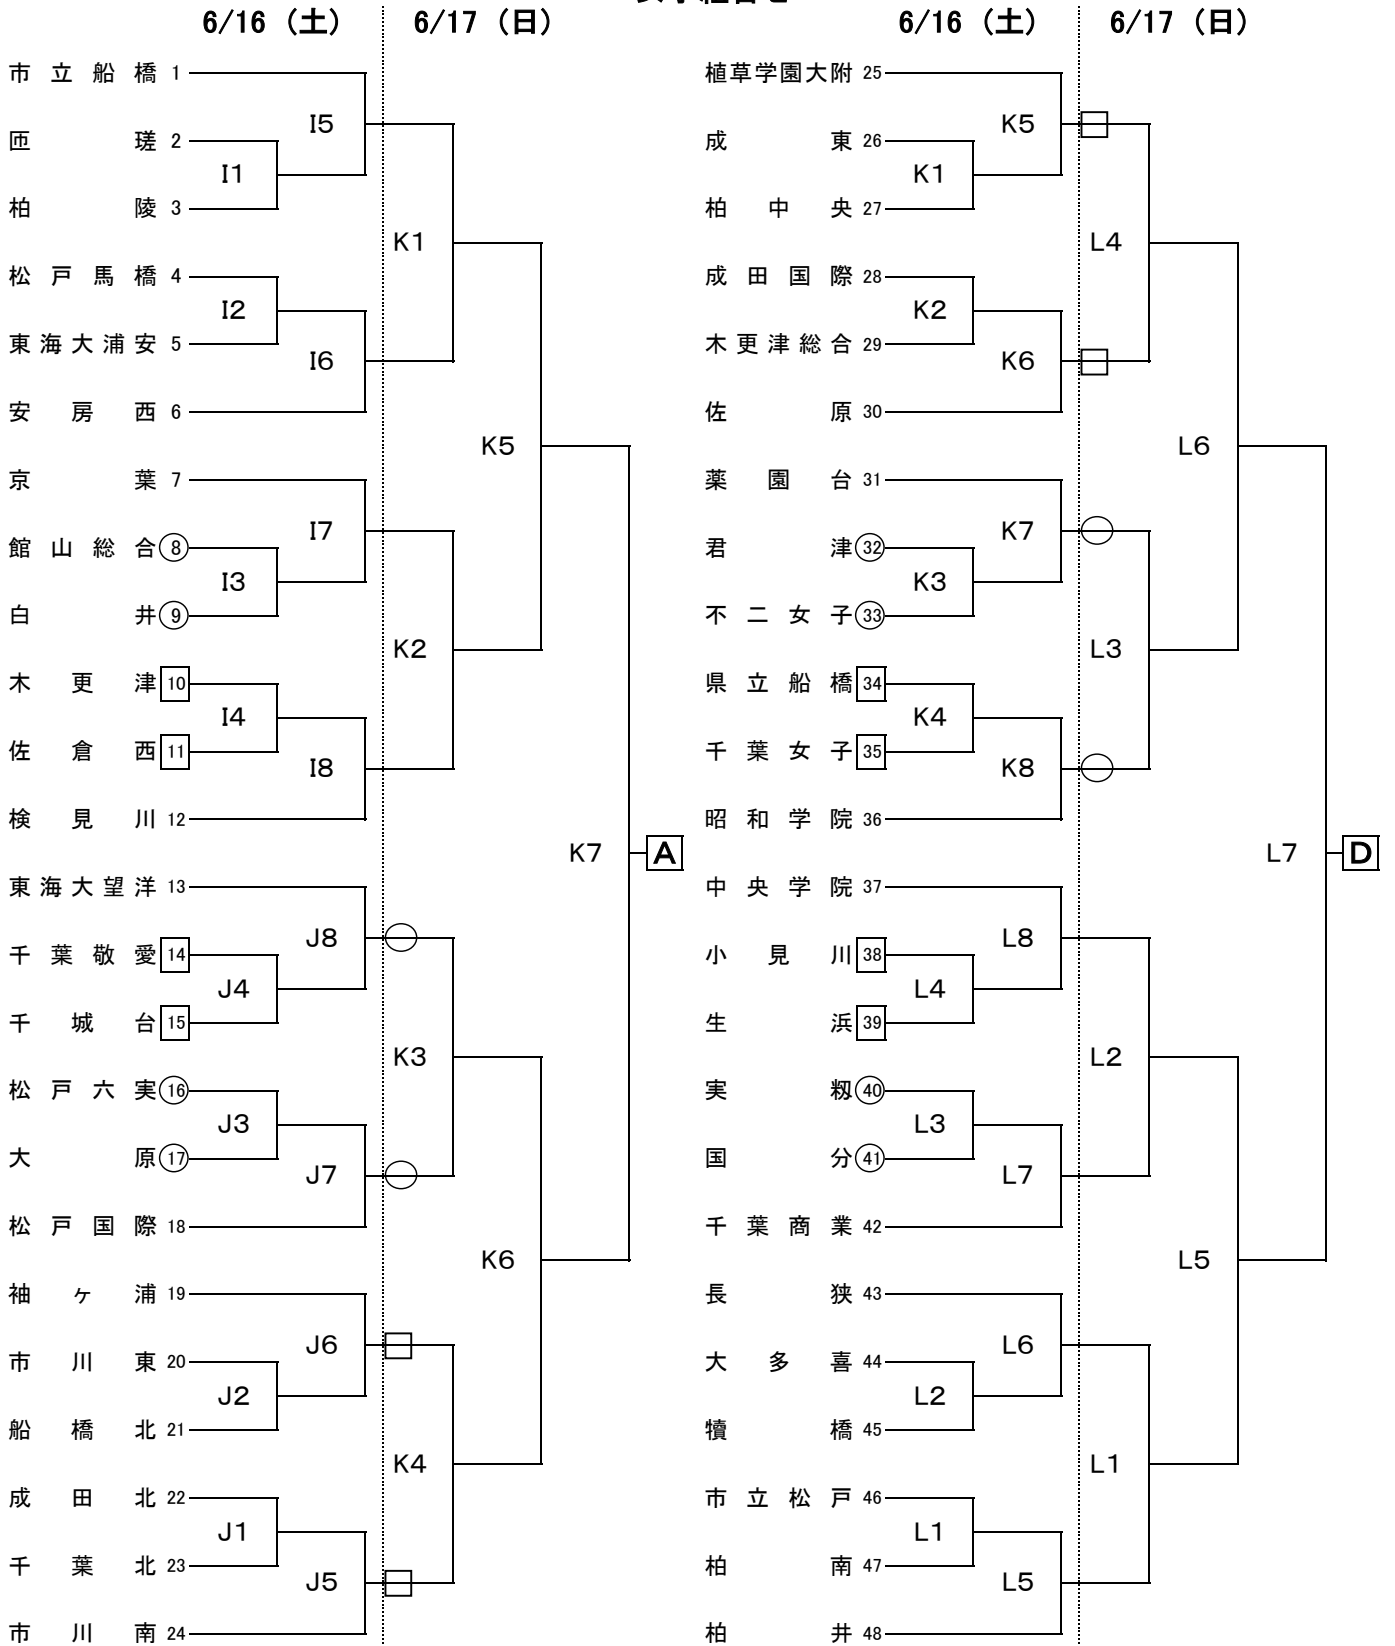 6/16（土） 6/17（日）
市立船橋 1
I5
匝瑳 2
I1
柏陵 3
K1
松戸馬橋 4
I2
東海大浦安 5
I6
安房西 6
K5
京葉 7
I7
館山総合 8
I3
白井 9
K2
木更津 10
I4
佐倉西 11
I8
検見川 12
K7 A
東海大望洋 13
J8
千葉敬愛 14
J4
千城台 15
K3
松戸六実 16
J3
大原 17
J7
松戸国際 18
K6
袖ヶ浦 19
J6
市川東 20
J2
船橋北 21
K4
成田北 22
J1
千葉北 23
J5
市川南 24
6/16（土） 6/17（日）
植草学園大附 25
K5
成東 26
K1
柏中央 27
L4
成田国際 28
K2
木更津総合 29
K6
佐原 30
L6
薬園台 31
K7
君津 32
K3
不二女子 33
L3
県立船橋 34
K4
千葉女子 35
K8
昭和学院 36
L7 D
中央学院 37
L8
小見川 38
L4
生浜 39
L2
実籾 40
L3
国分 41
L7
千葉商業 42
L5
長狭 43
L6
大多喜 44
L2
犢橋 45
L1
市立松戸 46
L1
柏南 47
L5
柏井 48